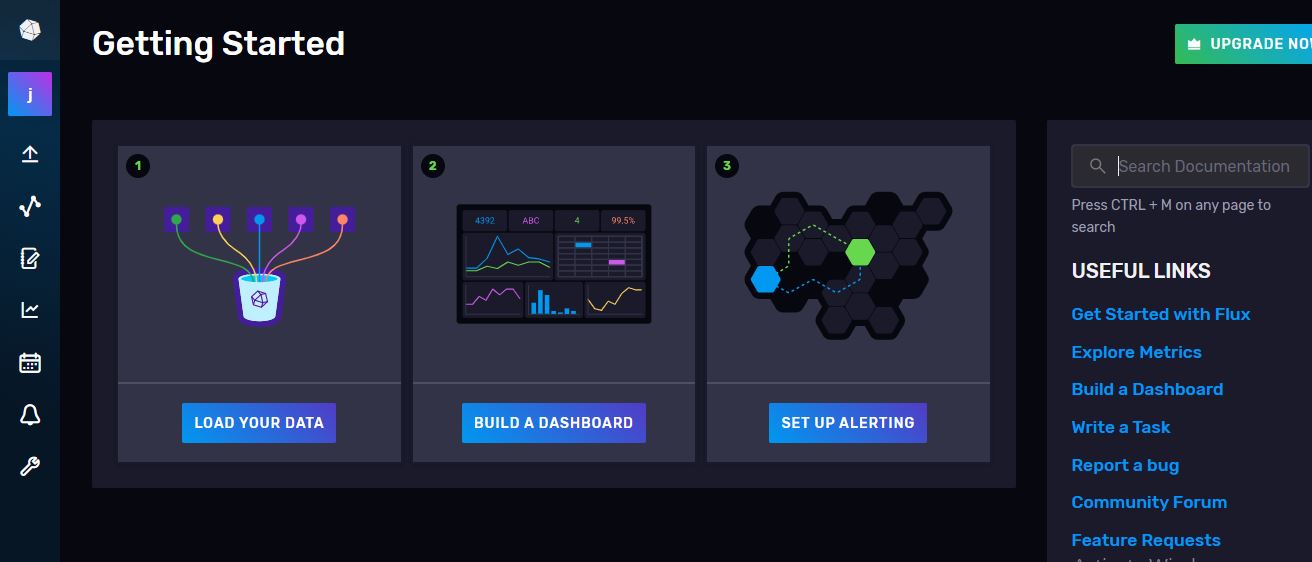 Getting Started
UPGRADE NOW
j
1
2
3
4392
ABC
4
99.5%
LOAD YOUR DATA
BUILD A DASHBOARD
SET UP ALERTING
Search Documentation
Press CTRL + M on any page to
search
USEFUL LINKS
Get Started with Flux
Explore Metrics
Build a Dashboard
Write a Task
Report a bug
Community Forum
Feature Requests